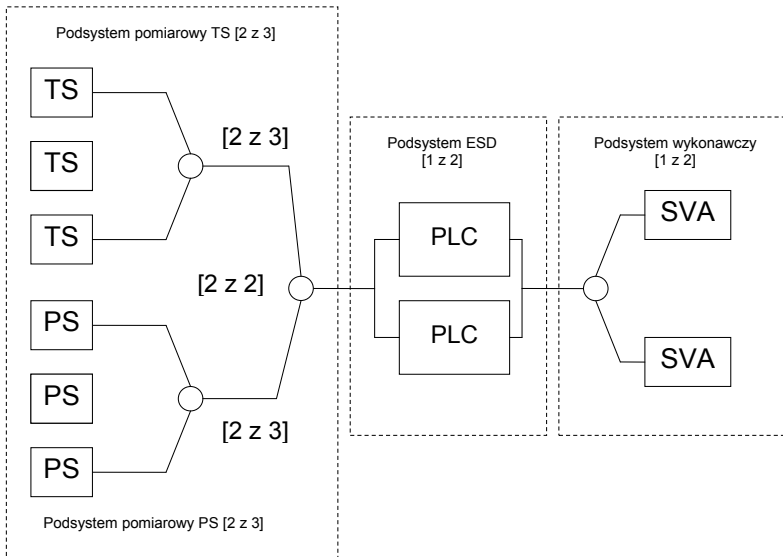 Podsystem pomiarowy TS [2 z 3]
TS
TS
TS
[2 z 3]
[2 z 2]
PS
PS
PS
[2 z 3]
Podsystem pomiarowy PS [2 z 3]
Podsystem ESD
[1 z 2]
PLC
PLC
Podsystem wykonawczy
[1 z 2]
SVA
SVA